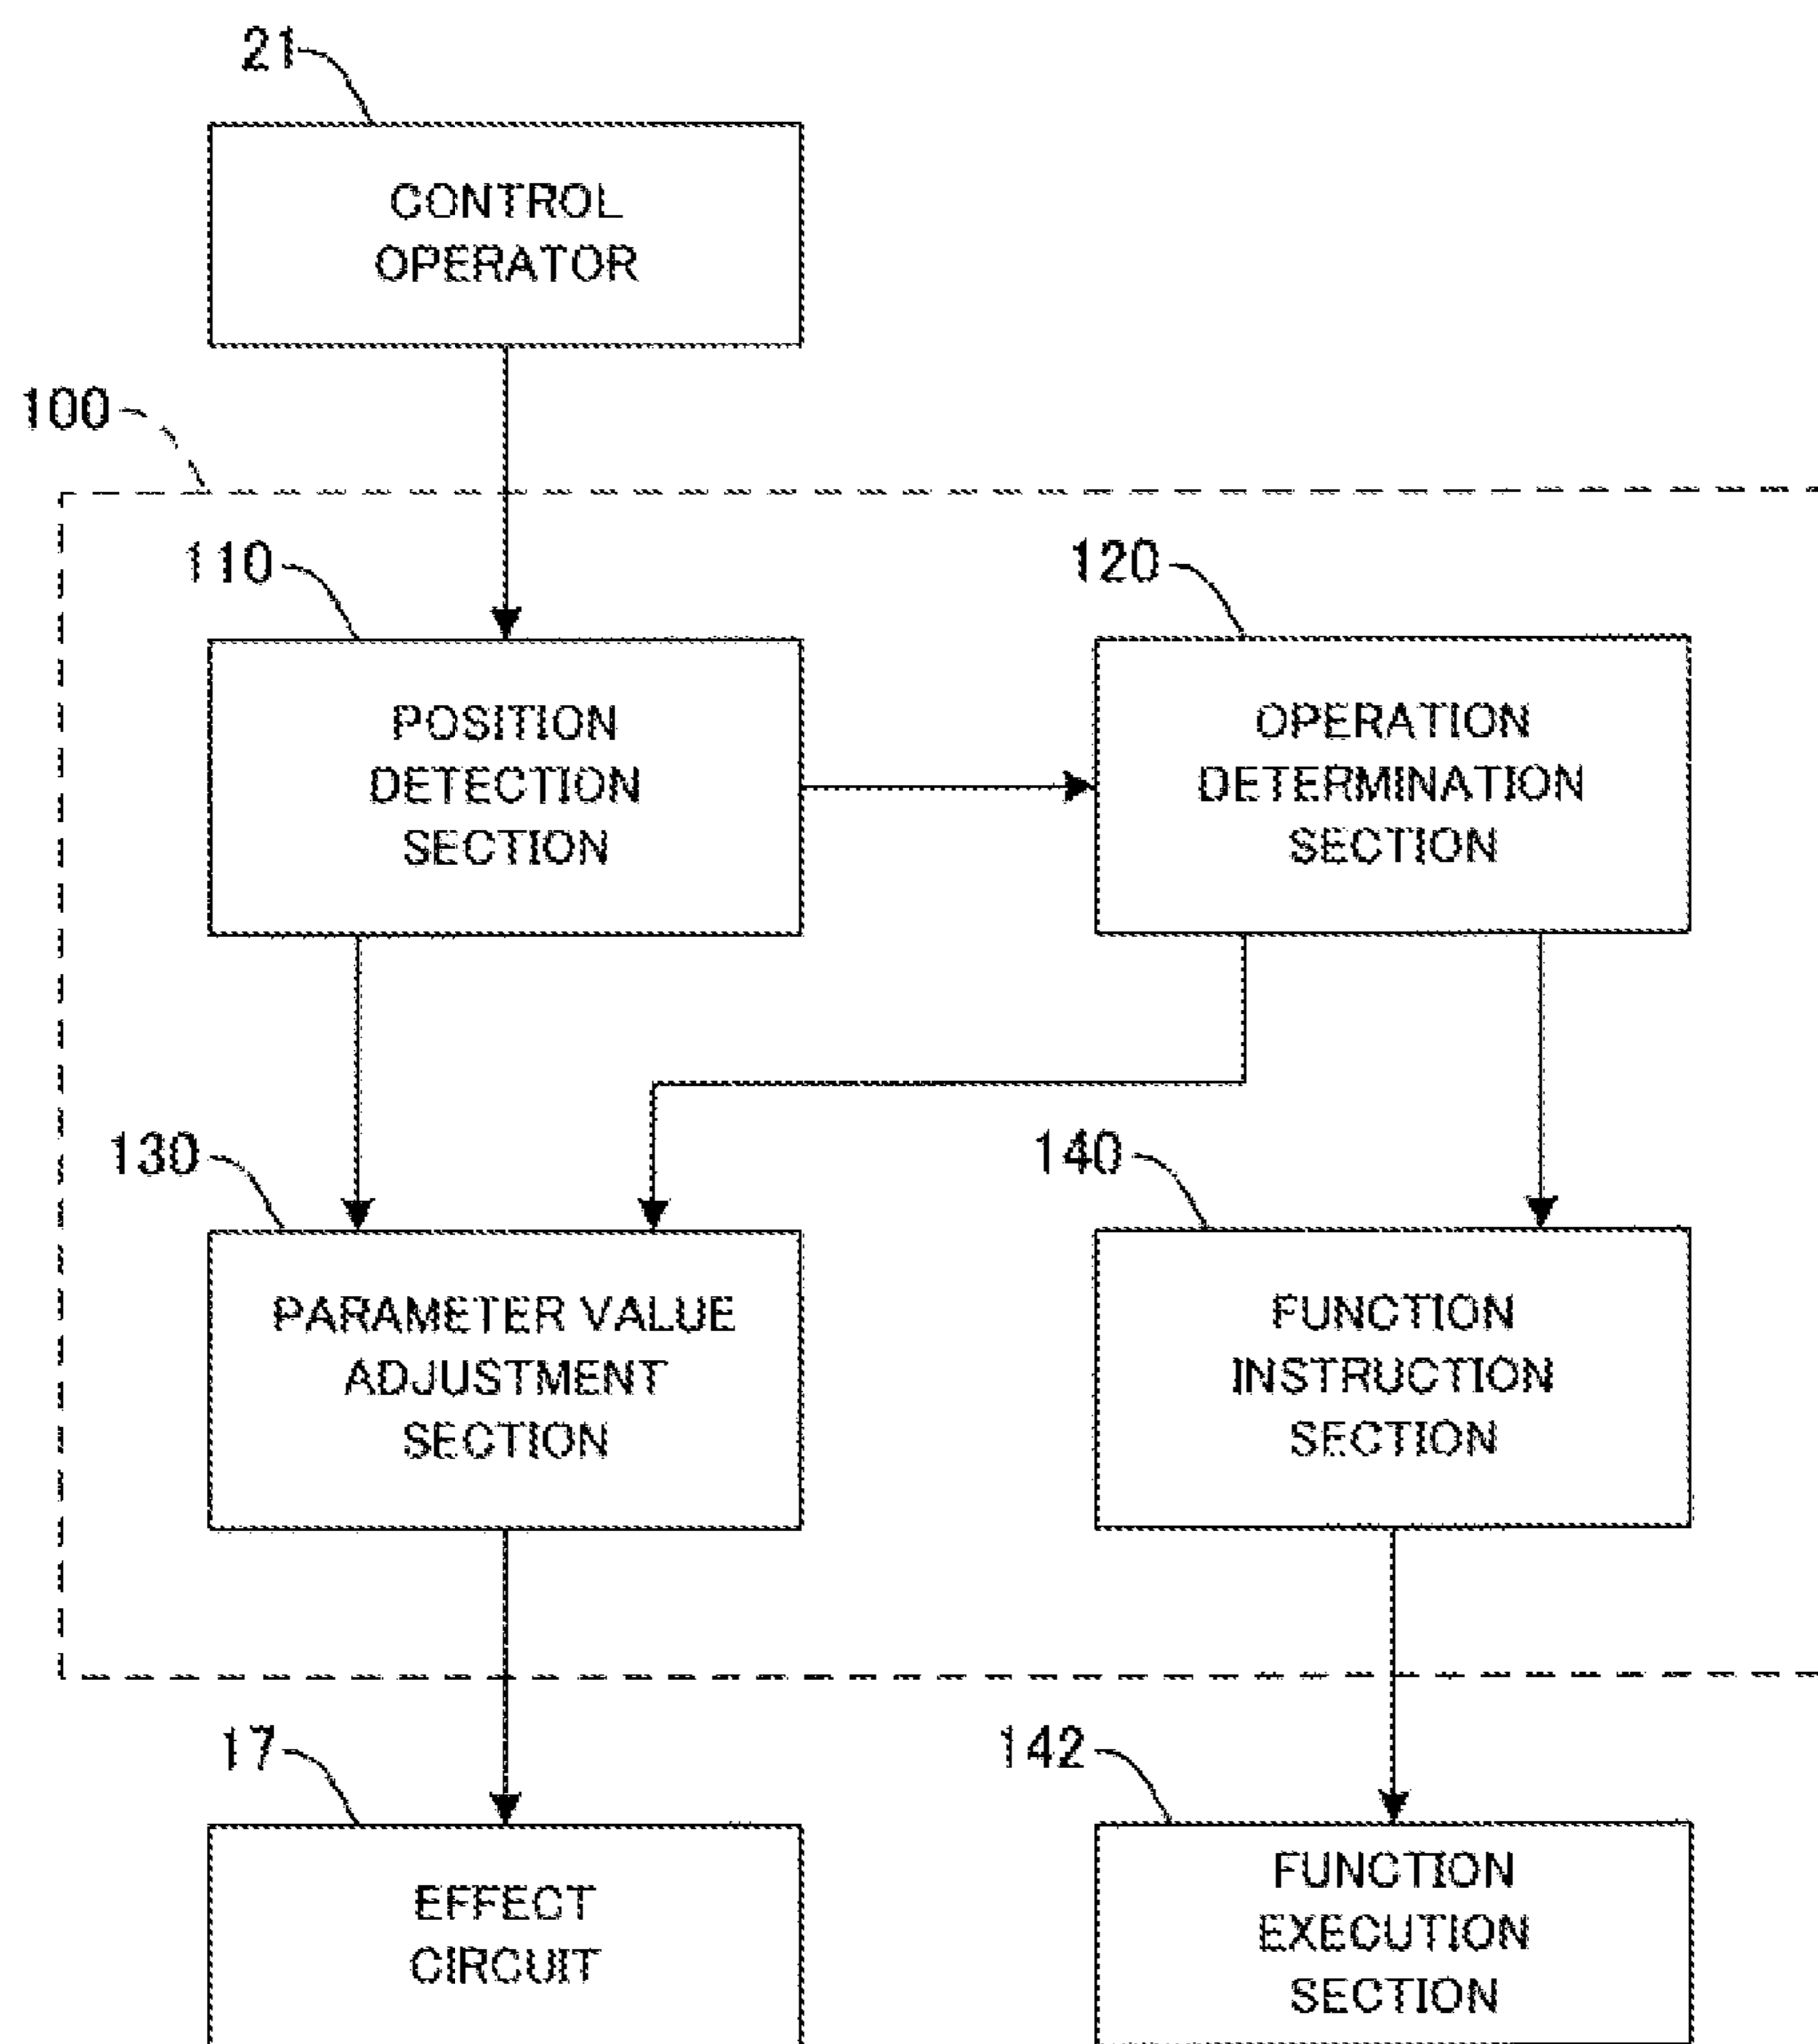 21
CONTROL
OPERATOR
100
110
120
POSITION
DETECTION
SECTION
OPERATION
DETERMINATION
SECTION
130
140
PARAMETER VALUE
ADJUSTMENT
SECTION
FUNCTION
INSTRUCTION
SECTION
17
142
EFFECT
CIRCUIT
FUNCTION
EXECUTION
SECTION